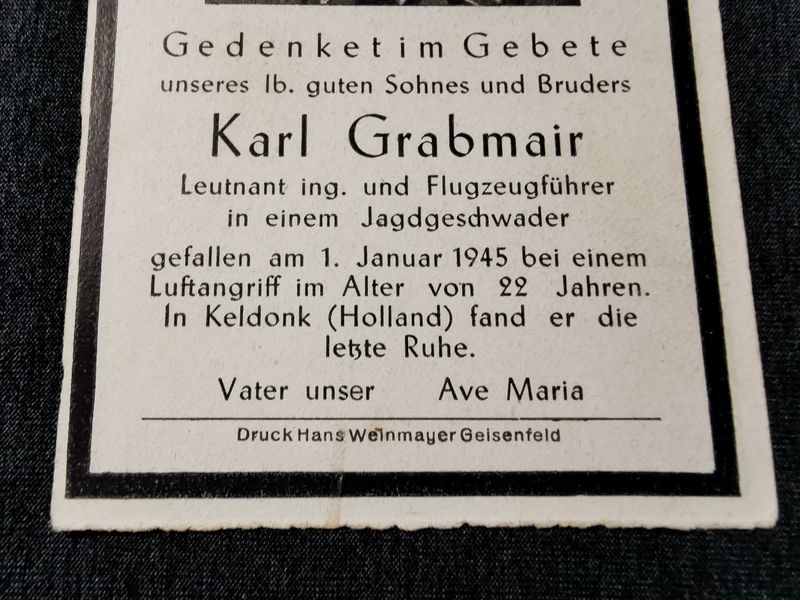 Gedenket im Gebete
unseres lb. guten Sohnes und Bruders
Karl Grabmair
Leutnant ing. und Flugzeugführer
in einem Jagdgeschwader
gefallen am 1. Januar 1945 bei einem
Luftangriff im Alter von 22 Jahren.
In Keldonk (Holland) fand er die
letzte Ruhe.
Vater unser Ave Maria
Druck Hans Weinmayer Geisenfeld